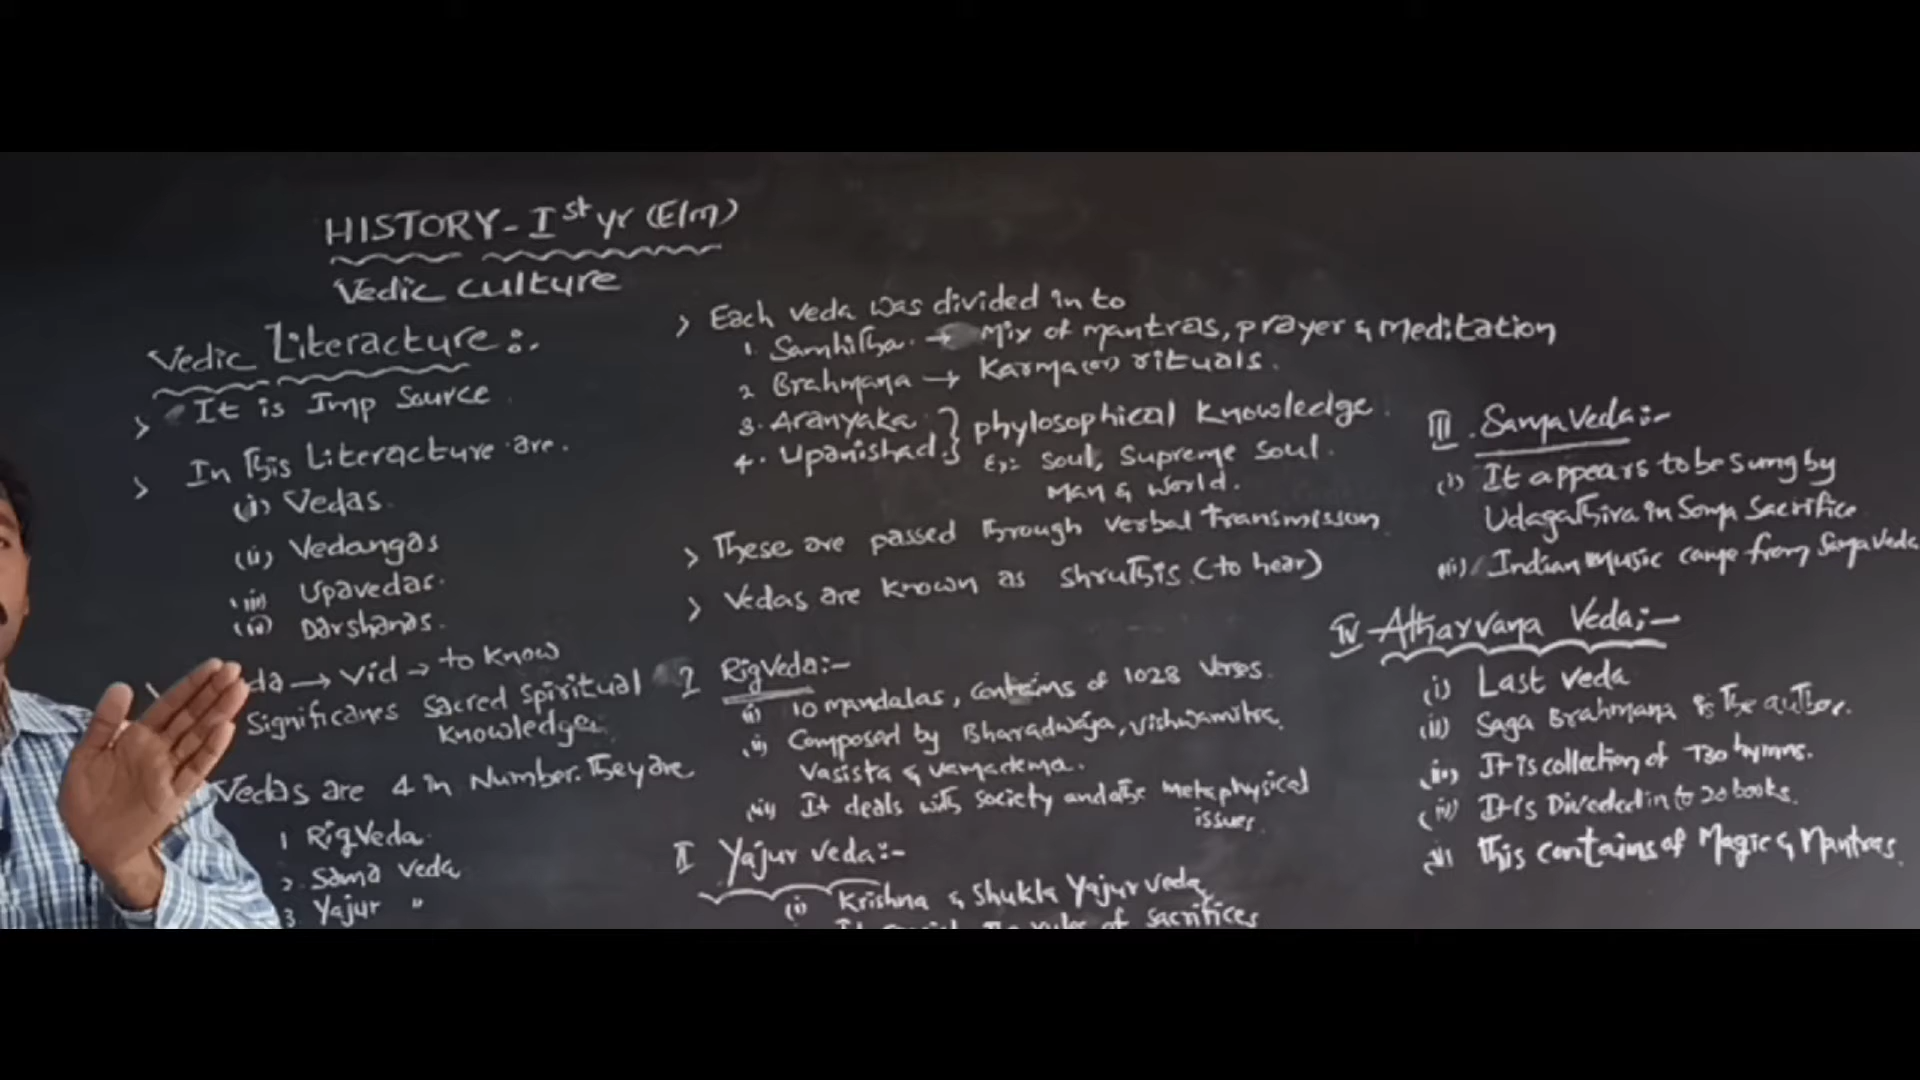 HISTORY - Ist yr (E/m)
Vedic culture
Vedic Literacture :-
> It is Imp Source
> In this Literacture are.
(i) Vedas
(ii) Vedangas
(iii) Upavedas.
(iv) Darshanas.
da → Vid → to know
Significanes Sacred Spiritual
Knowledge
Vedas are 4 in Number. They are
1 RigVeda.
2. Sama Veda
3 Yajur "
> Each Veda was divided in to
1. Samhitha. → Mix of mantras, prayer & Meditation
2 Brahmana → Karma (or) rituals.
3. Aranyaka
4. Upanishad. } phylosophical Knowledge.
Ex:- Soul, Supreme Soul.
Man & World.
> These are passed through Verbal Transmisson
> Vedas are known as Shruthis. (to hear)
I RigVeda:-
(i) 10 mandalas, Contains of 1028 Verses.
(ii) Composed by Bharadwaja, Vishwamitra,
Vasista &
(iii) It deals with Society and the metaphysical
issues.
II Yajur Veda:-
(i) Krishna & Shukla Yajur Veda
of sacrifices
III. SamaVeda:-
(i) It appears to be Sung by
Udagathira in Soma Sacrifice
(ii) Indian Music came from SamaVeda
IV Atharvana Veda:-
(i) Last Veda
(ii) Saga Brahmana is the author.
(iii) It is collection of 730 hymns.
(iv) It is Diveded in to 20 books.
This contains of Magic & Mantras.